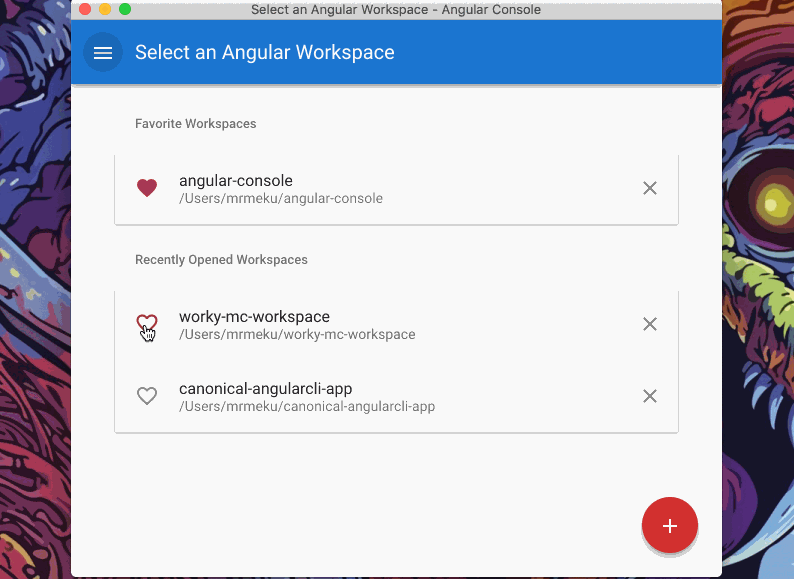 Select an Angular Workspace - Angular Console
Select an Angular Workspace
Favorite Workspaces
angular-console
/Users/mrmeku/angular-console
Recently Opened Workspaces
worky-mc-workspace
/Users/mrmeku/worky-mc-workspace
canonical-angularcli-app
/Users/mrmeku/canonical-angularcli-app